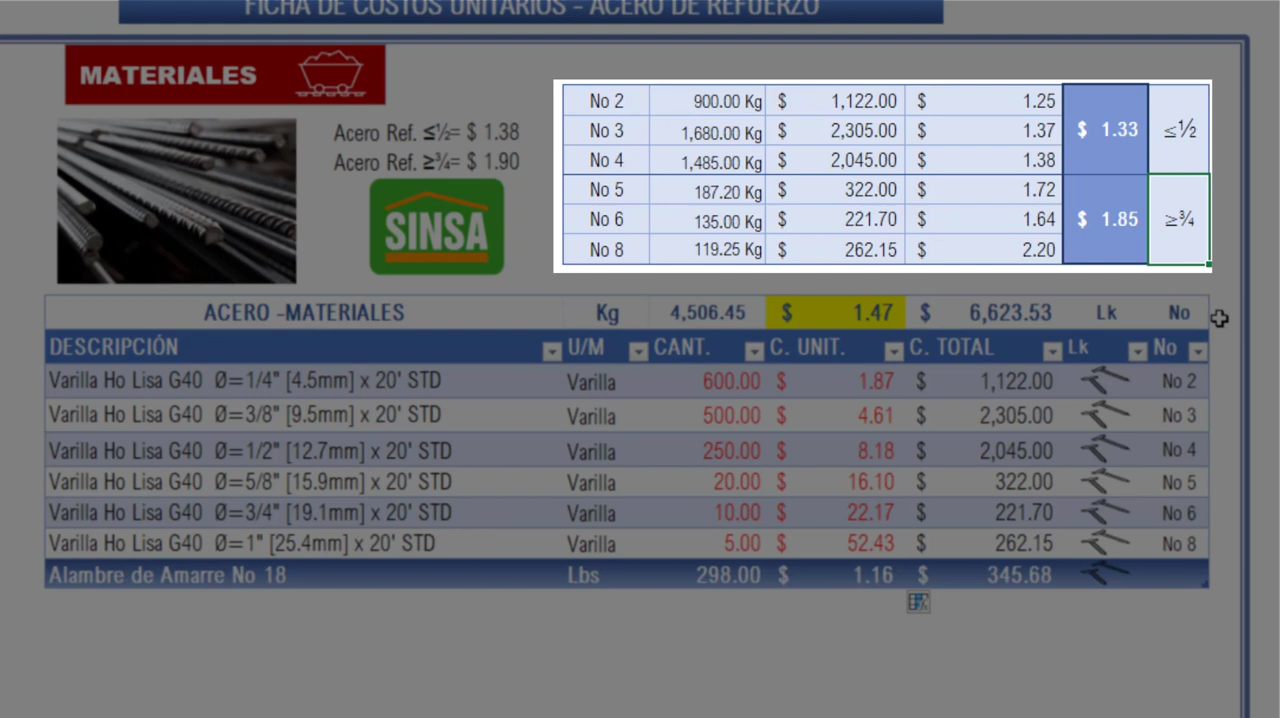 FICHA DE COSTOS UNITARIOS - ACERO DE REFUERZO
MATERIALES
Acero Ref. ≤½= $ 1.38
Acero Ref. ≥¾= $ 1.90
SINSA
No 2 900.00 Kg $ 1,122.00 $ 1.25
No 3 1,680.00 Kg $ 2,305.00 $ 1.37
$ 1.33 ≤½
No 4 1,485.00 Kg $ 2,045.00 $ 1.38
No 5 187.20 Kg $ 322.00 $ 1.72
No 6 135.00 Kg $ 221.70 $ 1.64
$ 1.85 ≥¾
No 8 119.25 Kg $ 262.15 $ 2.20
ACERO -MATERIALES Kg 4,506.45 $ 1.47 $ 6,623.53 Lk No
DESCRIPCIÓN U/M CANT. C. UNIT. C. TOTAL Lk No
Varilla Ho Lisa G40 Ø=1/4" [4.5mm] x 20' STD Varilla 600.00 $ 1.87 $ 1,122.00 No 2
Varilla Ho Lisa G40 Ø=3/8" [9.5mm] x 20' STD Varilla 500.00 $ 4.61 $ 2,305.00 No 3
Varilla Ho Lisa G40 Ø=1/2" [12.7mm] x 20' STD Varilla 250.00 $ 8.18 $ 2,045.00 No 4
Varilla Ho Lisa G40 Ø=5/8" [15.9mm] x 20' STD Varilla 20.00 $ 16.10 $ 322.00 No 5
Varilla Ho Lisa G40 Ø=3/4" [19.1mm] x 20' STD Varilla 10.00 $ 22.17 $ 221.70 No 6
Varilla Ho Lisa G40 Ø=1" [25.4mm] x 20' STD Varilla 5.00 $ 52.43 $ 262.15 No 8
Alambre de Amarre No 18 Lbs 298.00 $ 1.16 $ 345.68